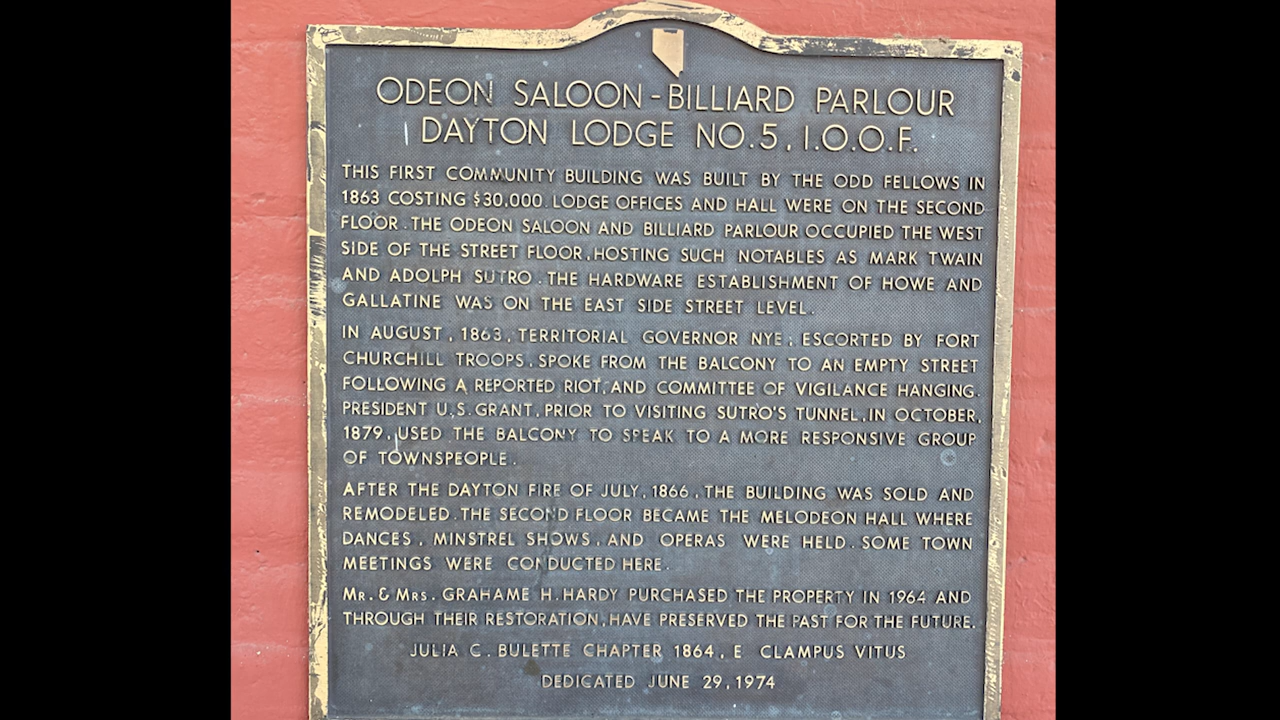 ODEON SALOON-BILLIARD PARLOUR
DAYTON LODGE NO.5, I.O.O.F.
THIS FIRST COMMUNITY BUILDING WAS BUILT BY THE ODD FELLOWS IN
1863 COSTING $30,000. LODGE OFFICES AND HALL WERE ON THE SECOND
FLOOR. THE ODEON SALOON AND BILLIARD PARLOUR OCCUPIED THE WEST
SIDE OF THE STREET FLOOR, HOSTING SUCH NOTABLES AS MARK TWAIN
AND ADOLPH SUTRO. THE HARDWARE ESTABLISHMENT OF HOWE AND
GALLATINE WAS ON THE EAST SIDE STREET LEVEL.
IN AUGUST, 1863, TERRITORIAL GOVERNOR NYE, ESCORTED BY FORT
CHURCHILL TROOPS, SPOKE FROM THE BALCONY TO AN EMPTY STREET
FOLLOWING A REPORTED RIOT, AND COMMITTEE OF VIGILANCE HANGING.
PRESIDENT U.S. GRANT, PRIOR TO VISITING SUTRO'S TUNNEL, IN OCTOBER,
1879, USED THE BALCONY TO SPEAK TO A MORE RESPONSIVE GROUP
OF TOWNSPEOPLE.
AFTER THE DAYTON FIRE OF JULY, 1866, THE BUILDING WAS SOLD AND
REMODELED. THE SECOND FLOOR BECAME THE MELODEON HALL WHERE
DANCES, MINSTREL SHOWS, AND OPERAS WERE HELD. SOME TOWN
MEETINGS WERE CONDUCTED HERE.
MR. & MRS. GRAHAME H. HARDY PURCHASED THE PROPERTY IN 1964 AND
THROUGH THEIR RESTORATION, HAVE PRESERVED THE PAST FOR THE FUTURE.
JULIA C. BULETTE CHAPTER 1864, E CLAMPUS VITUS
DEDICATED JUNE 29, 1974